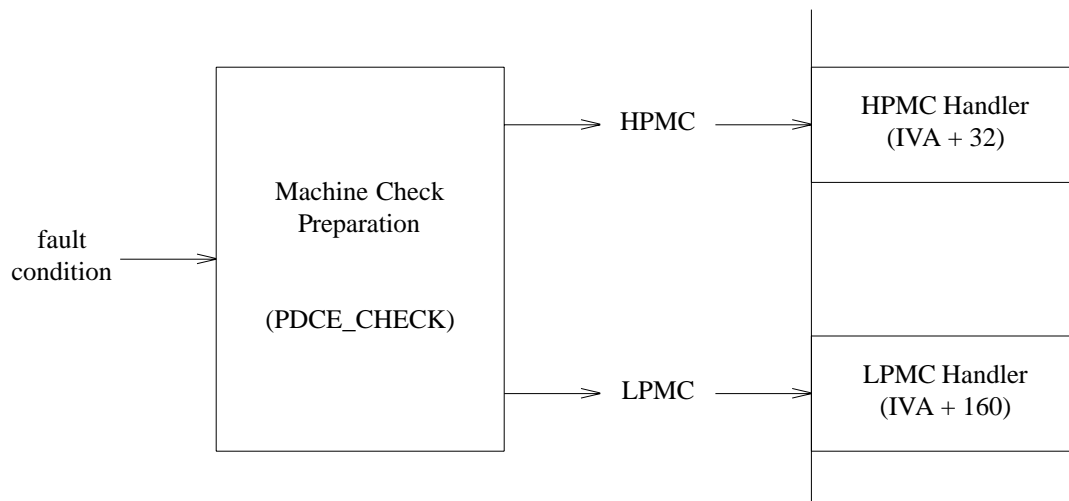 fault
condition
Machine Check
Preparation
(PDCE_CHECK)
HPMC
HPMC Handler
(IVA + 32)
LPMC
LPMC Handler
(IVA + 160)